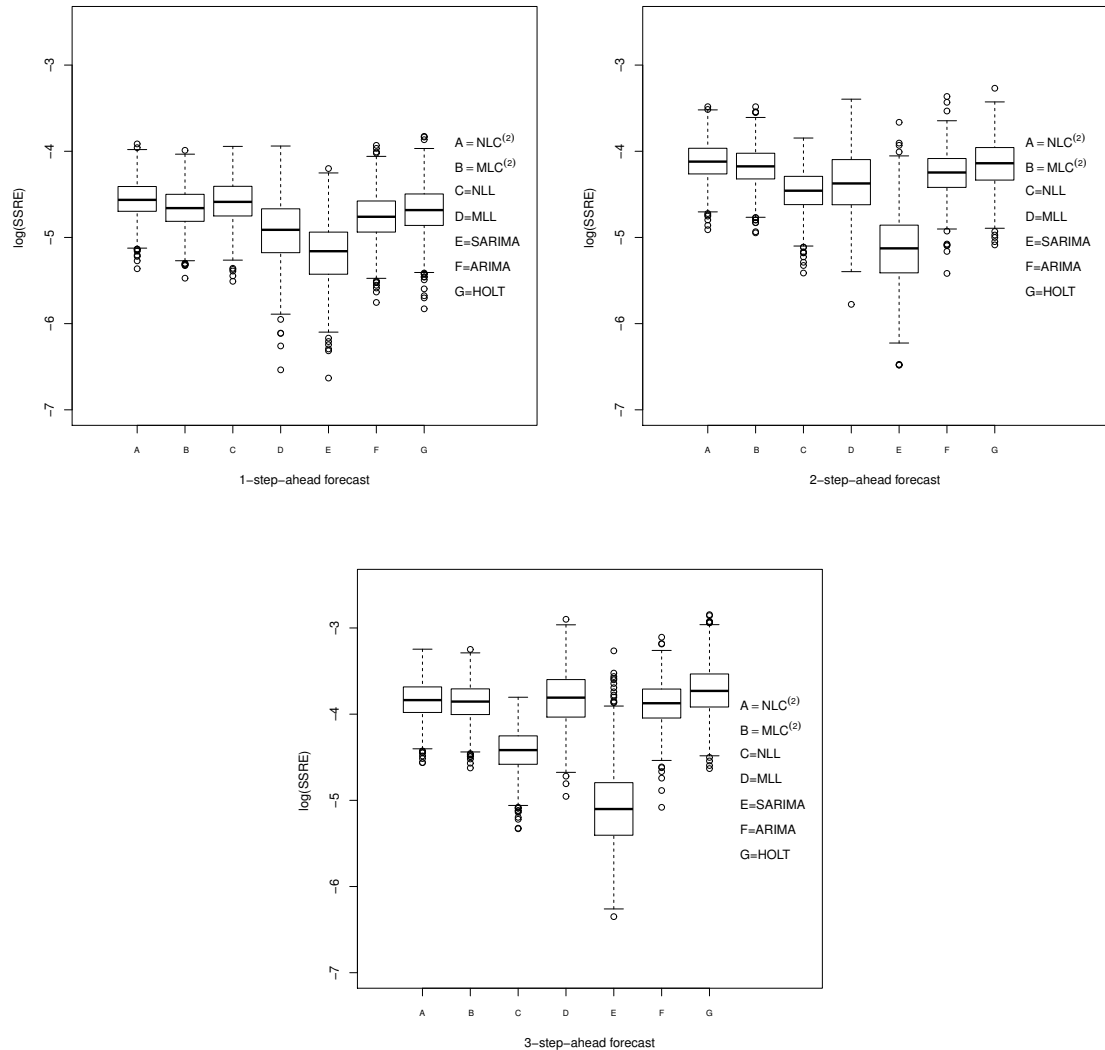 log(SSRE)
-3
-4
-5
-6
-7
A = NLC(2)
B = MLC(2)
C=NLL
D=MLL
E=SARIMA
F=ARIMA
G=HOLT
A B C D E F G
1-step-ahead forecast
log(SSRE)
-3
-4
-5
-6
-7
A = NLC(2)
B = MLC(2)
C=NLL
D=MLL
E=SARIMA
F=ARIMA
G=HOLT
A B C D E F G
2-step-ahead forecast
log(SSRE)
-3
-4
-5
-6
-7
A = NLC(2)
B = MLC(2)
C=NLL
D=MLL
E=SARIMA
F=ARIMA
G=HOLT
A B C D E F G
3-step-ahead forecast